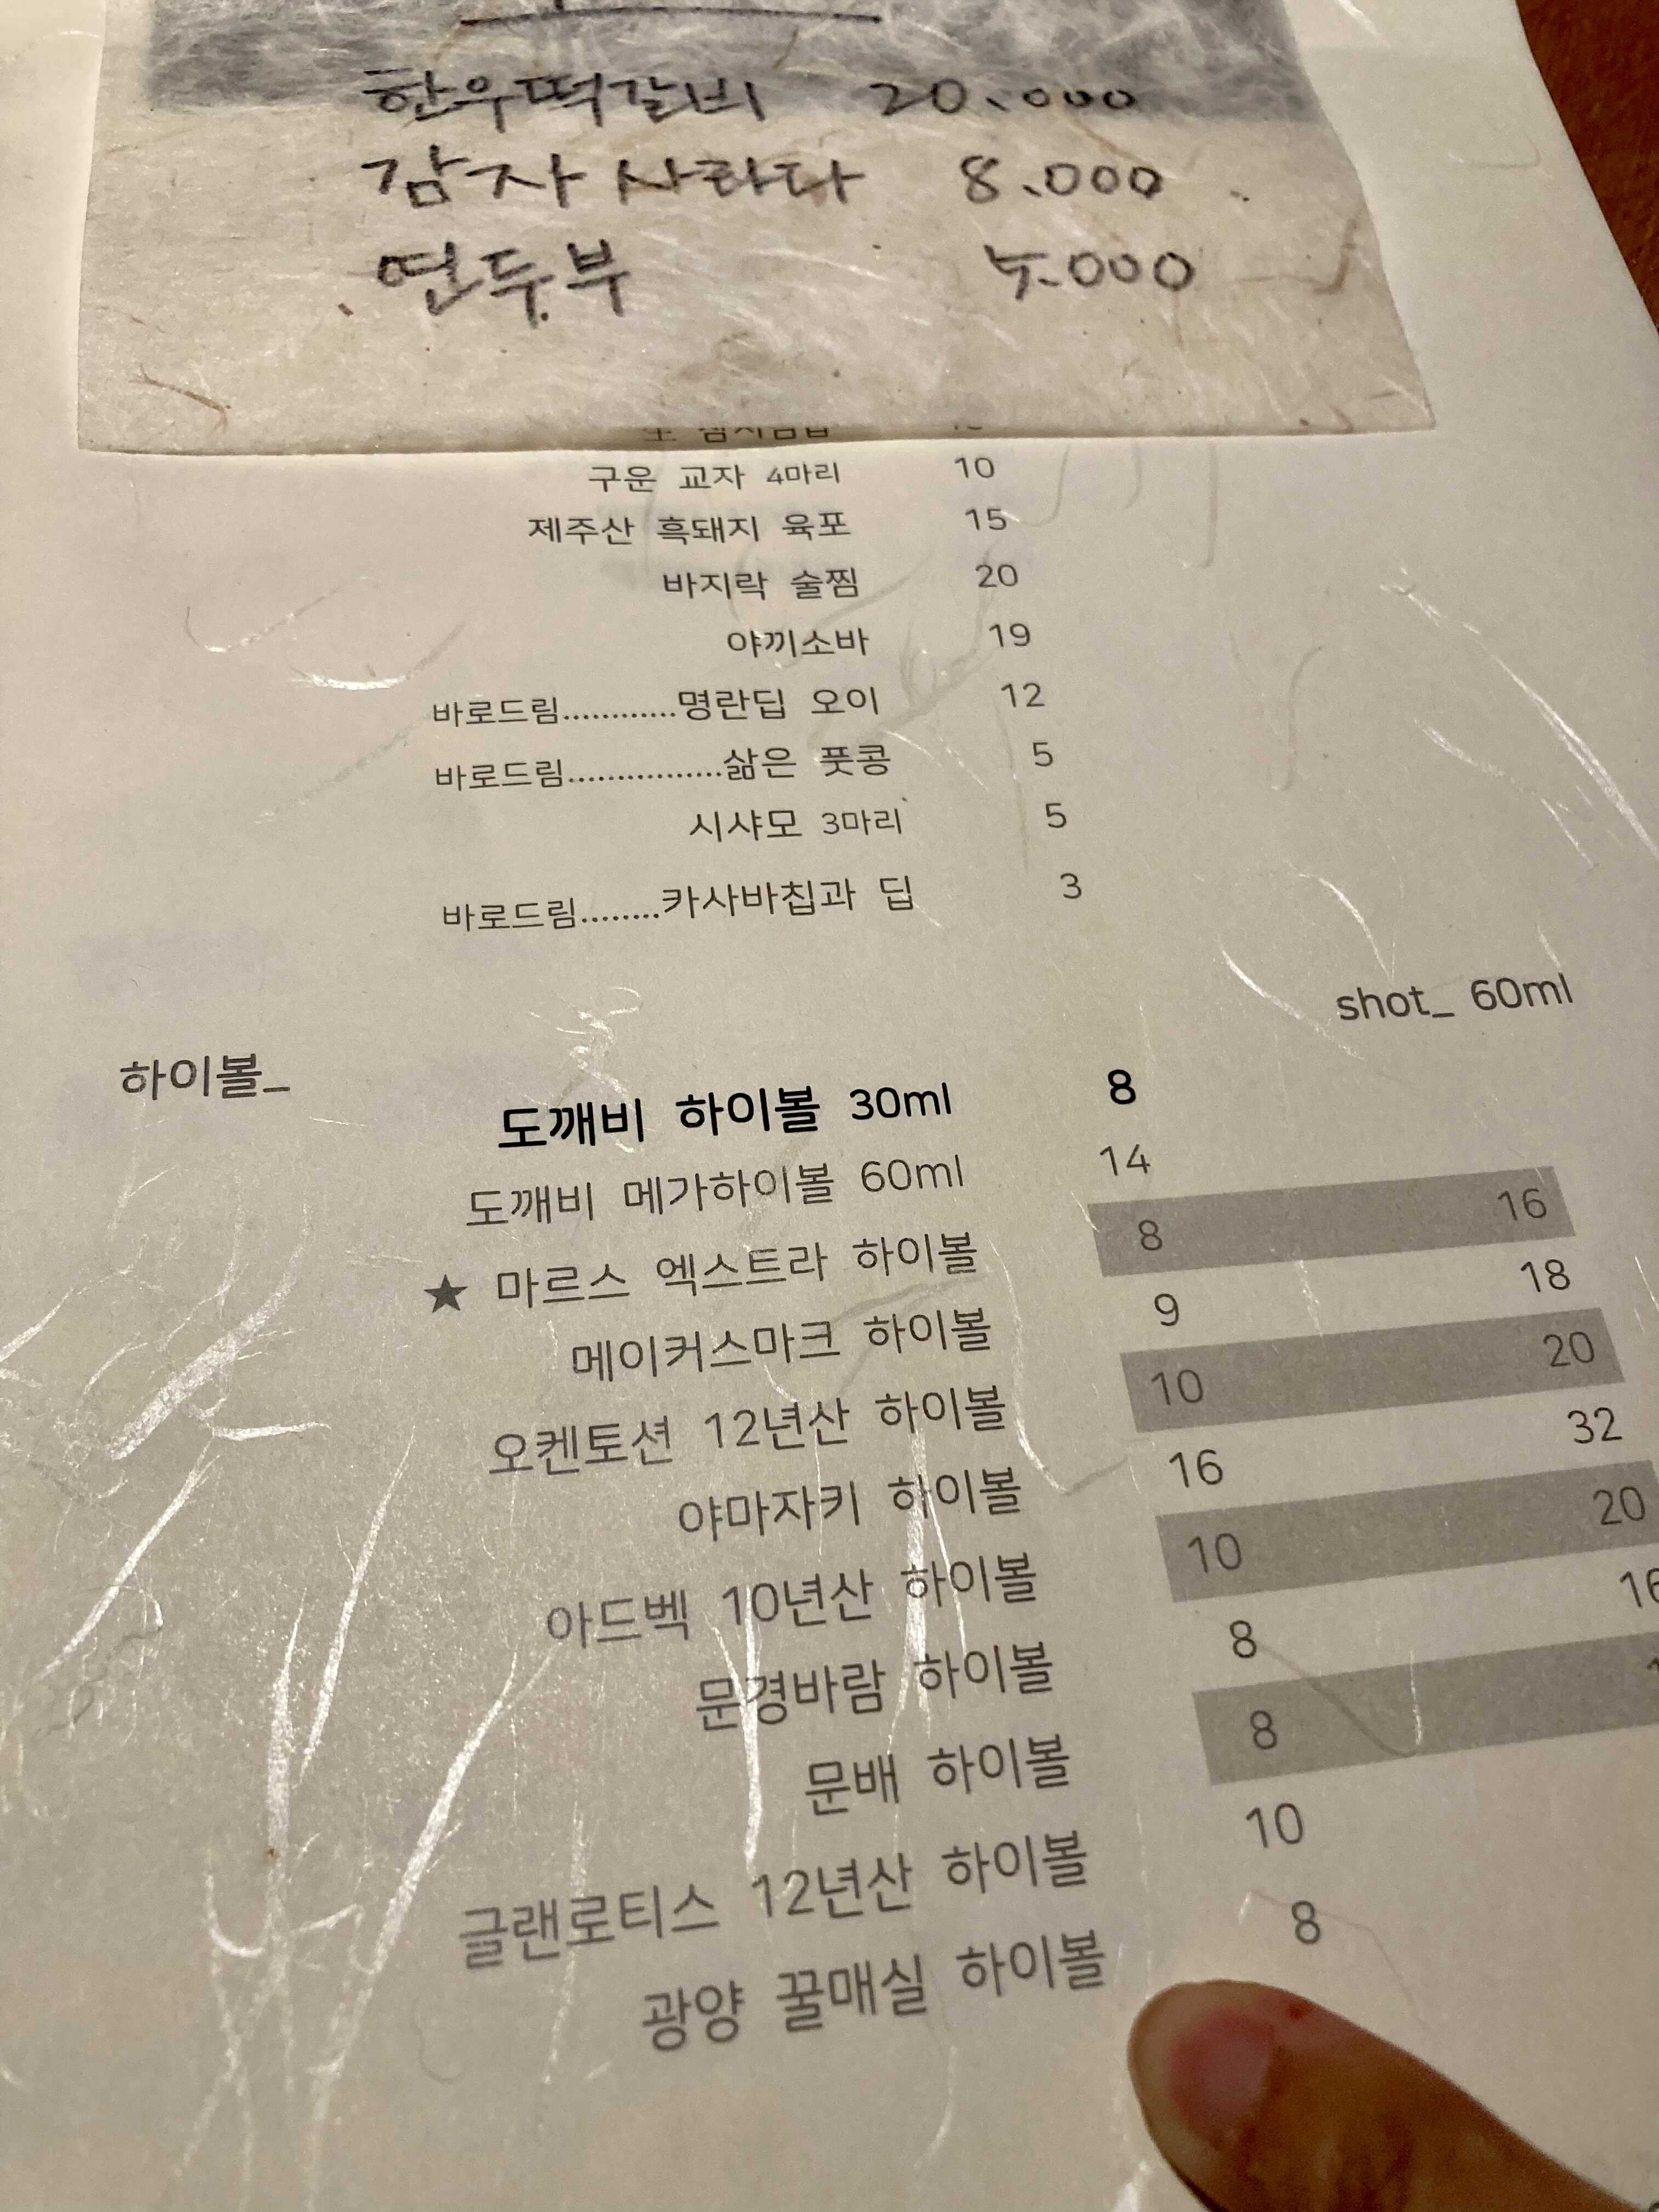 한우떡갈비 20.000
감자 사라다 8.000
연두부 5.000
구운 교자 4마리 10
제주산 흑돼지 육포 15
바지락 술찜 20
야끼소바 19
바로드림............명란딥 오이 12
바로드림................삶은 풋콩 5
시샤모 3마리 5
바로드림........카사바칩과 딥 3
shot_ 60ml
하이볼_
도깨비 하이볼 30ml 8
도깨비 메가하이볼 60ml 14
★ 마르스 엑스트라 하이볼 8 16
메이커스마크 하이볼 9 18
오켄토션 12년산 하이볼 10 20
야마자키 하이볼 16 32
아드벡 10년산 하이볼 10 20
문경바람 하이볼 8 16
문배 하이볼 8
글랜로티스 12년산 하이볼 10
광양 꿀매실 하이볼 8